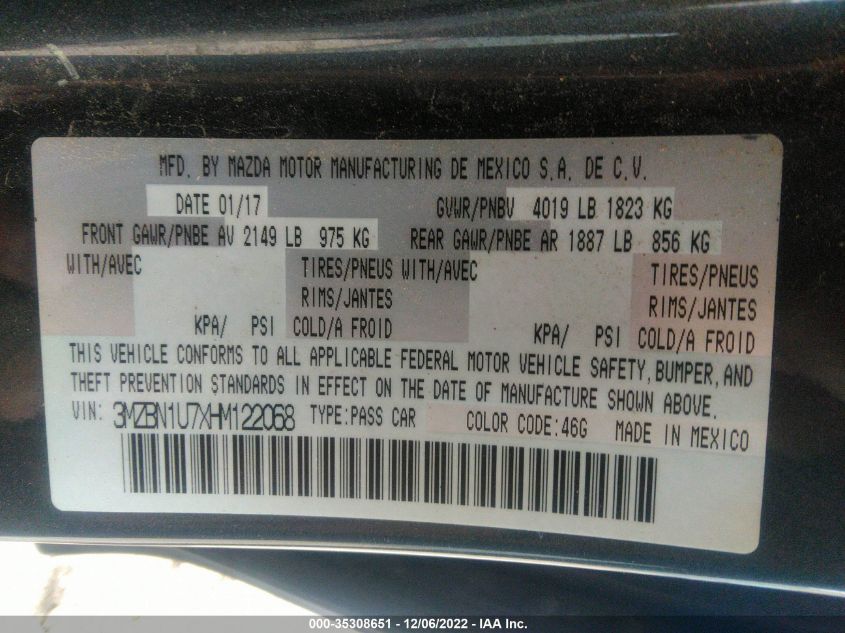 MFD. BY MAZDA MOTOR MANUFACTURING DE MEXICO S.A. DE C.V.
DATE 01/17 GVWR/PNBV 4019 LB 1823 KG
FRONT GAWR/PNBE AV 2149 LB 975 KG REAR GAWR/PNBE AR 1887 LB 856 KG
WITH/AVEC TIRES/PNEUS WITH/AVEC TIRES/PNEUS
RIMS/JANTES RIMS/JANTES
KPA/ PSI COLD/A FROID KPA/ PSI COLD/A FROID
THIS VEHICLE CONFORMS TO ALL APPLICABLE FEDERAL MOTOR VEHICLE SAFETY, BUMPER, AND
THEFT PREVENTION STANDARDS IN EFFECT ON THE DATE OF MANUFACTURE SHOWN ABOVE.
VIN: 3MZBN1U7XHM122068 TYPE:PASS CAR COLOR CODE:46G MADE IN MEXICO
000-35308651 - 12/06/2022 - IAA Inc.